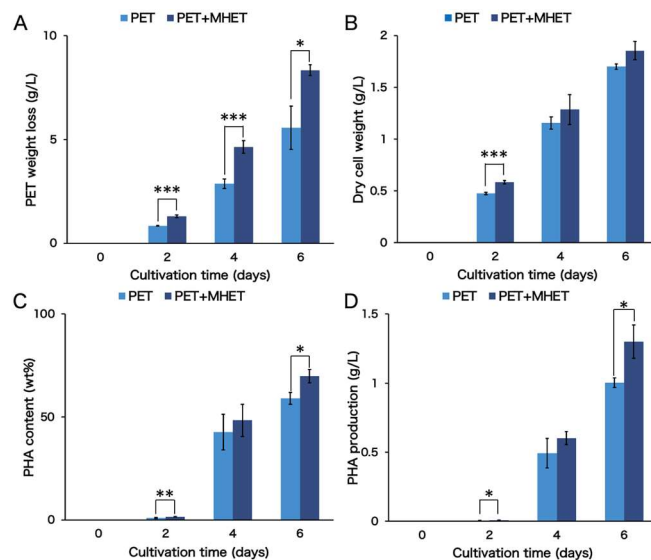 A
PET PET+MHET
PET weight loss (g/L)
10
5
0
***
***
*
0 2 4 6
Cultivation time (days)
B
PET PET+MHET
Dry cell weight (g/L)
2
1.5
1
0.5
0
***
0 2 4 6
Cultivation time (days)
C
PET PET+MHET
PHA content (wt%)
100
50
0
**
*
0 2 4 6
Cultivation time (days)
D
PET PET+MHET
PHA production (g/L)
1.5
1
0.5
0
*
*
0 2 4 6
Cultivation time (days)